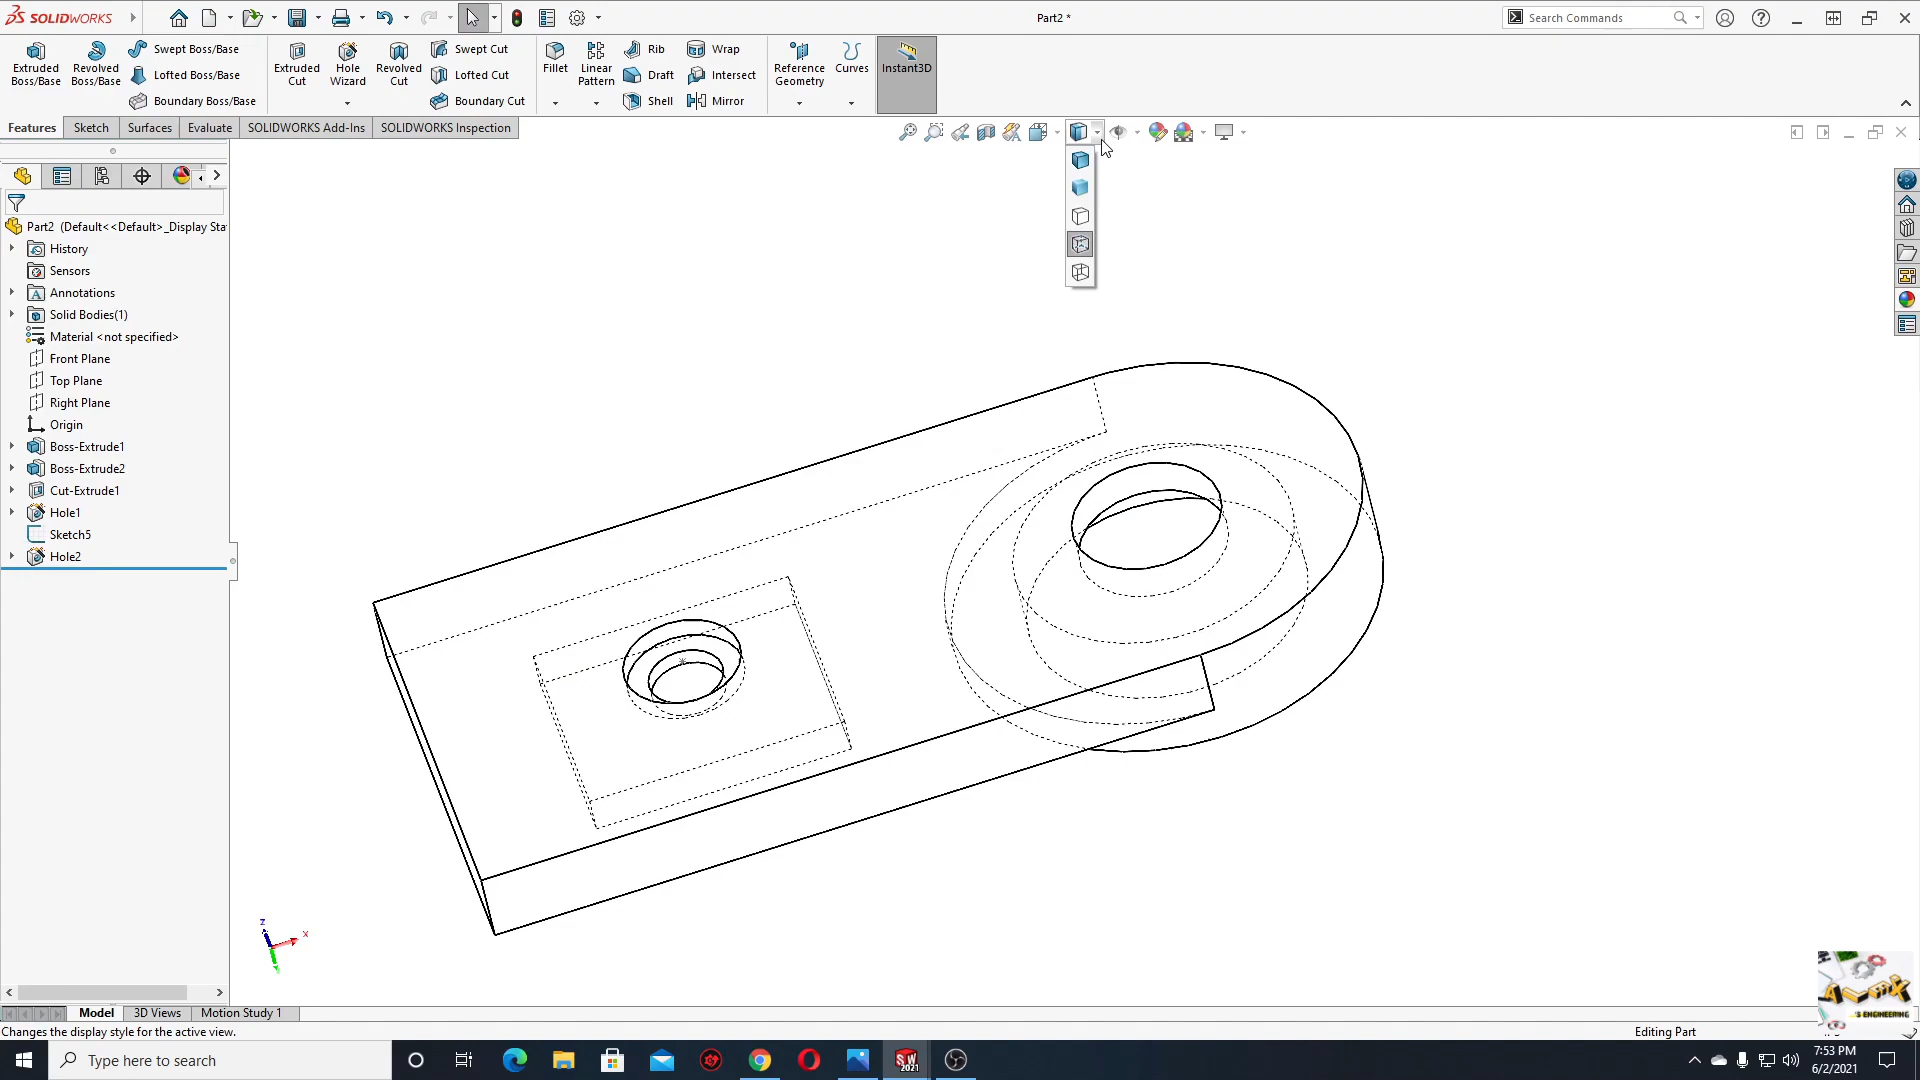 SOLIDWORKS
Part2 *
Search Commands
Extruded
Boss/Base
Revolved
Boss/Base
Swept Boss/Base
Lofted Boss/Base
Boundary Boss/Base
Extruded
Cut
Hole
Wizard
Revolved
Cut
Swept Cut
Lofted Cut
Boundary Cut
Fillet
Linear
Pattern
Rib
Draft
Shell
Wrap
Intersect
Mirror
Reference
Geometry
Curves
Instant3D
Features
Sketch
Surfaces
Evaluate
SOLIDWORKS Add-Ins
SOLIDWORKS Inspection
Part2 (Default<<Default>_Display Sta
History
Sensors
Annotations
Solid Bodies(1)
Material <not specified>
Front Plane
Top Plane
Right Plane
Origin
Boss-Extrude1
Boss-Extrude2
Cut-Extrude1
Hole1
Sketch5
Hole2
z
x
Model
3D Views
Motion Study 1
Changes the display style for the active view.
Editing Part
ALEX
'S ENGINEERING
Type here to search
SW
2021
7:53 PM
6/2/2021